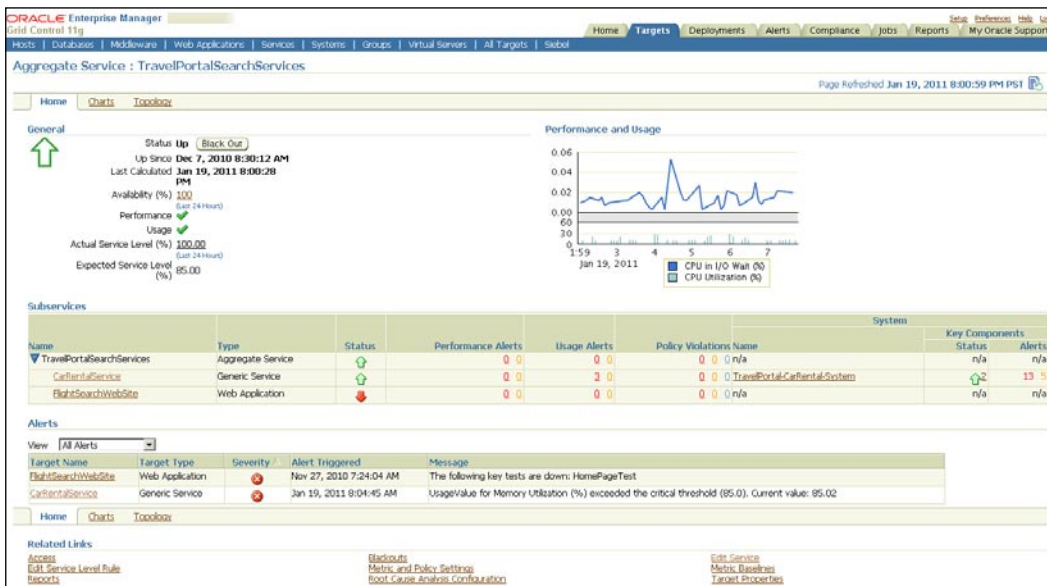 ORACLE Enterprise Manager
Grid Control 11g
Setup Preferences Help
Home Targets Deployments Alerts Compliance Jobs Reports My Oracle Support
Hosts | Databases | Middleware | Web Applications | Services | Systems | Groups | Virtual Servers | All Targets | Siebel
Aggregate Service : TravelPortalSearchServices
Page Refreshed Jan 19, 2011 8:00:59 PM PST
Home Charts Topology
General
Status Up Black Out
Up Since Dec 7, 2010 8:30:12 AM
Last Calculated Jan 19, 2011 8:00:28 PM
Availability (%) 100
(Last 24 Hours)
Performance
Usage
Actual Service Level (%) 100.00
(Last 24 Hours)
Expected Service Level (%) 85.00
Performance and Usage
0.06
0.04
0.02
0.00
60
30
0
1:59 3 4 5 6 7
Jan 19, 2011
CPU in I/O Wait (%)
CPU Utilization (%)
Subservices
System
Key Components
Name Type Status Performance Alerts Usage Alerts Policy Violations Name Status Alerts
TravelPortalSearchServices Aggregate Service 0 0 0 0 0 0 0 n/a n/a n/a
CarRentalService Generic Service 0 0 0 0 0 0 TravelPortal-CarRental-System 2 13 5
FlightSearchWebSite Web Application 0 0 0 0 0 0 0 n/a n/a n/a
Alerts
View All Alerts
Target Name Target Type Severity Alert Triggered Message
FlightSearchWebSite Web Application Nov 27, 2010 7:24:04 AM The following key tests are down: HomePageTest
CarRentalService Generic Service Jan 19, 2011 8:04:45 AM UsageValue for Memory Utilization (%) exceeded the critical threshold (85.0). Current value: 85.02
Home Charts Topology
Related Links
Access Blackouts Edit Service
Edit Service Level Rule Metric and Policy Settings Metric Baselines
Reports Root Cause Analysis Configuration Target Properties